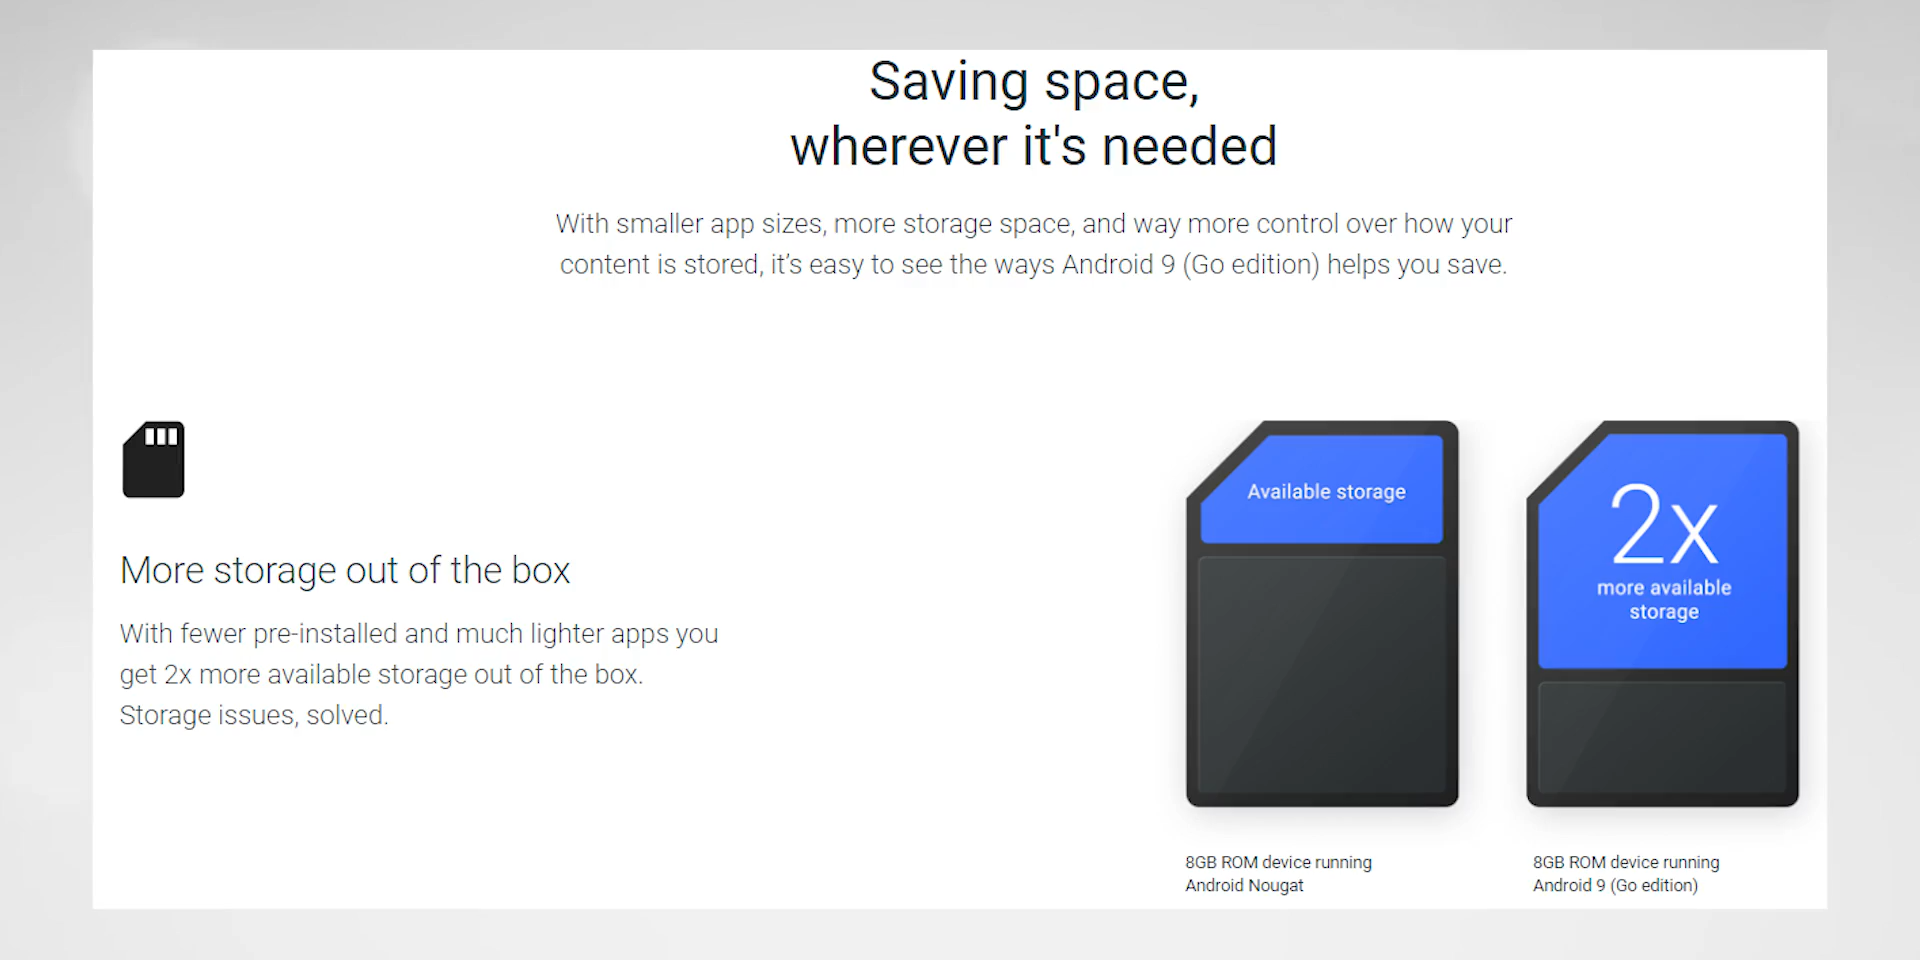 Saving space,
wherever it's needed
With smaller app sizes, more storage space, and way more control over how your
content is stored, it’s easy to see the ways Android 9 (Go edition) helps you save.
More storage out of the box
With fewer pre-installed and much lighter apps you
get 2x more available storage out of the box.
Storage issues, solved.
Available storage
2x
more available
storage
8GB ROM device running
Android Nougat
8GB ROM device running
Android 9 (Go edition)